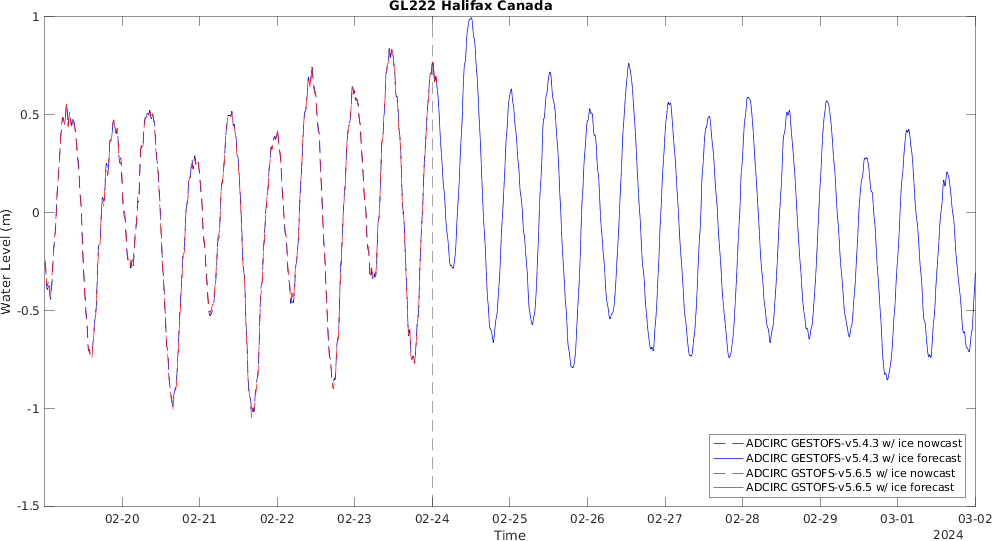 GL222 Halifax Canada
1
0.5
0
-0.5
-1
-1.5
Water Level (m)
ADCIRC GESTOFS-v5.4.3 w/ ice nowcast
ADCIRC GESTOFS-v5.4.3 w/ ice forecast
ADCIRC GSTOFS-v5.6.5 w/ ice nowcast
ADCIRC GSTOFS-v5.6.5 w/ ice forecast
02-20 02-21 02-22 02-23 02-24 02-25 02-26 02-27 02-28 02-29 03-01 03-02
Time 2024